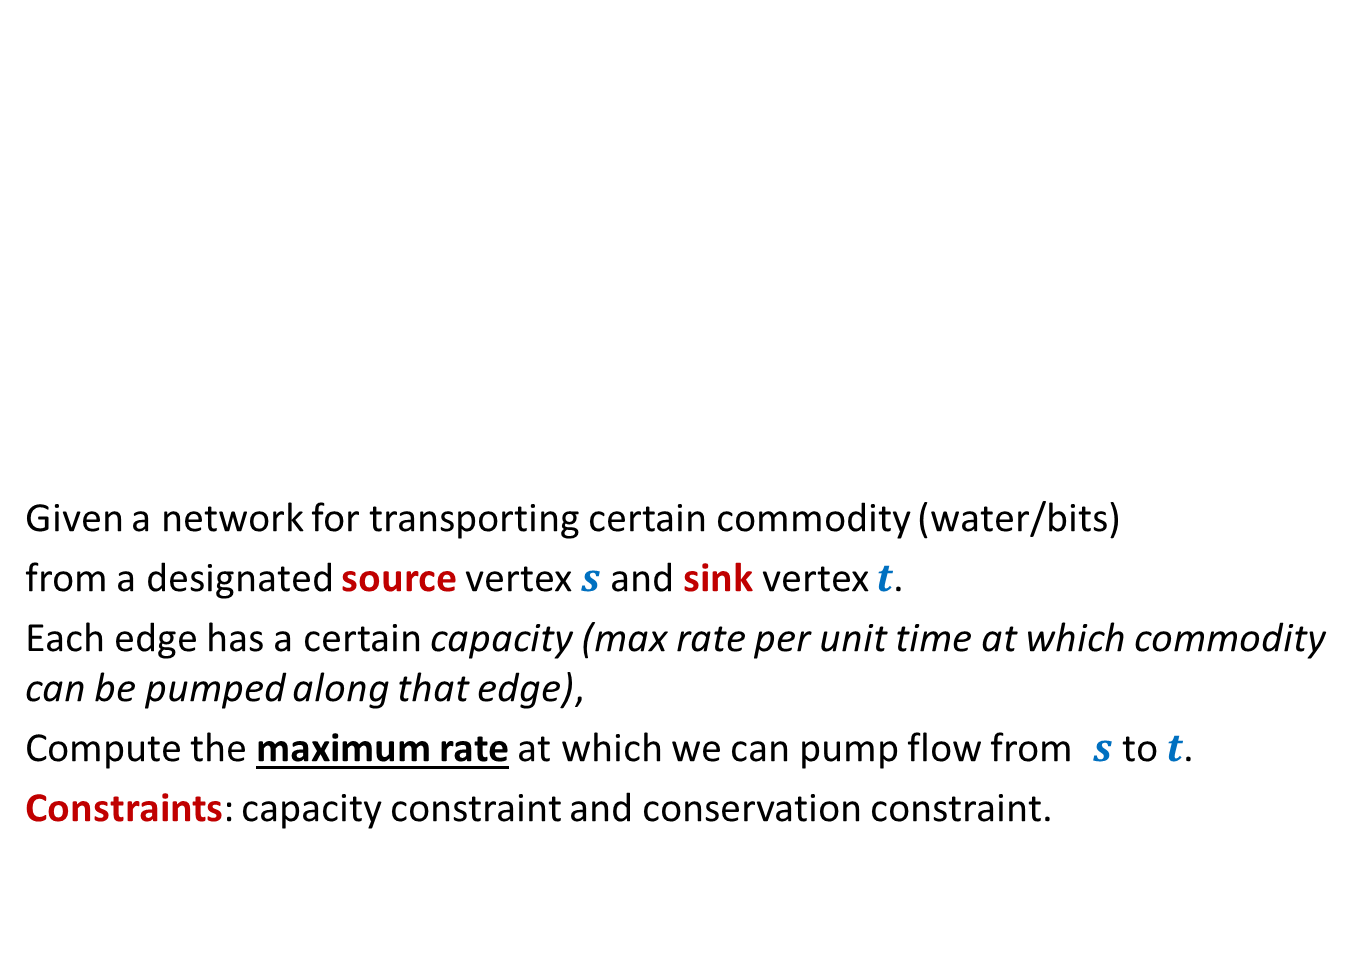 Given a network for transporting certain commodity (water/bits)
from a designated source vertex s and sink vertex t.
Each edge has a certain capacity (max rate per unit time at which commodity
can be pumped along that edge),
Compute the maximum rate at which we can pump flow from s to t.
Constraints: capacity constraint and conservation constraint.